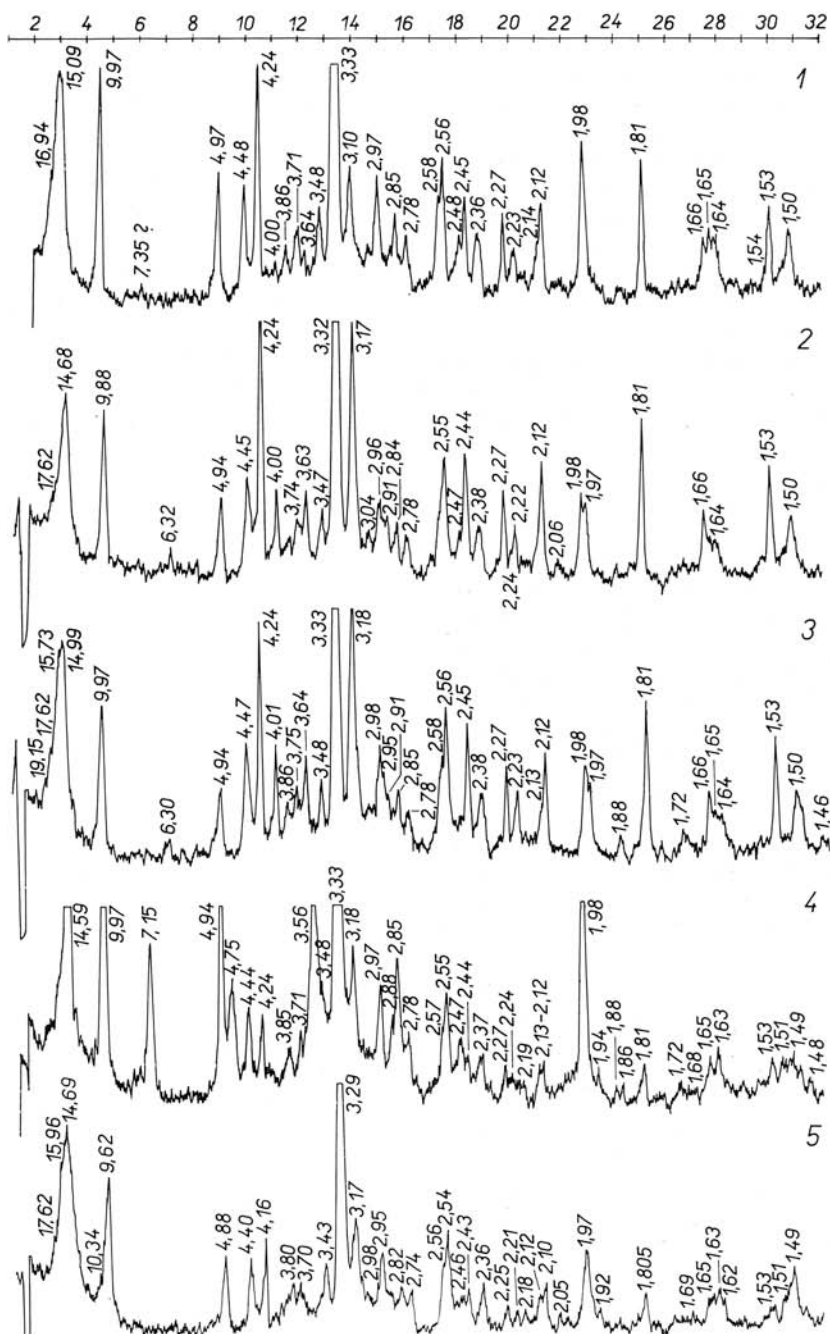 2 4 6 8 10 12 14 16 18 20 22 24 26 28 30 32
1
16,94 15,09 9,97 7,35 ? 4,97 4,48 4,24 4,00 3,86 3,71 3,64 3,48 3,33 3,10 2,97 2,85 2,78 2,58 2,56 2,48 2,45 2,36 2,27 2,23 2,14 2,12 1,98 1,81 1,66 1,65 1,64 1,54 1,53 1,50
2
17,62 14,68 9,88 6,32 4,94 4,45 4,24 4,00 3,74 3,63 3,47 3,32 3,17 3,04 2,96 2,91 2,84 2,78 2,55 2,47 2,44 2,38 2,27 2,24 2,22 2,12 2,06 1,98 1,97 1,81 1,66 1,64 1,53 1,50
3
19,15 17,62 15,73 14,99 9,97 6,30 4,94 4,47 4,24 4,01 3,86 3,75 3,64 3,48 3,33 3,18 2,98 2,95 2,91 2,85 2,78 2,58 2,56 2,45 2,38 2,27 2,23 2,13 2,12 1,98 1,97 1,88 1,81 1,72 1,66 1,65 1,64 1,53 1,50 1,46
4
14,59 9,97 7,15 4,94 4,75 4,44 4,24 3,85 3,71 3,56 3,48 3,33 3,18 2,97 2,88 2,85 2,78 2,57 2,55 2,47 2,44 2,37 2,27 2,24 2,19 2,13-2,12 1,98 1,94 1,88 1,86 1,81 1,72 1,68 1,65 1,63 1,53 1,51 1,49 1,48
5
17,62 15,96 14,69 10,34 9,62 4,88 4,40 4,16 3,80 3,70 3,43 3,29 3,17 2,98 2,95 2,82 2,74 2,56 2,54 2,46 2,43 2,36 2,25 2,21 2,18 2,12 2,10 2,05 1,97 1,92 1,805 1,69 1,65 1,63 1,62 1,53 1,51 1,49